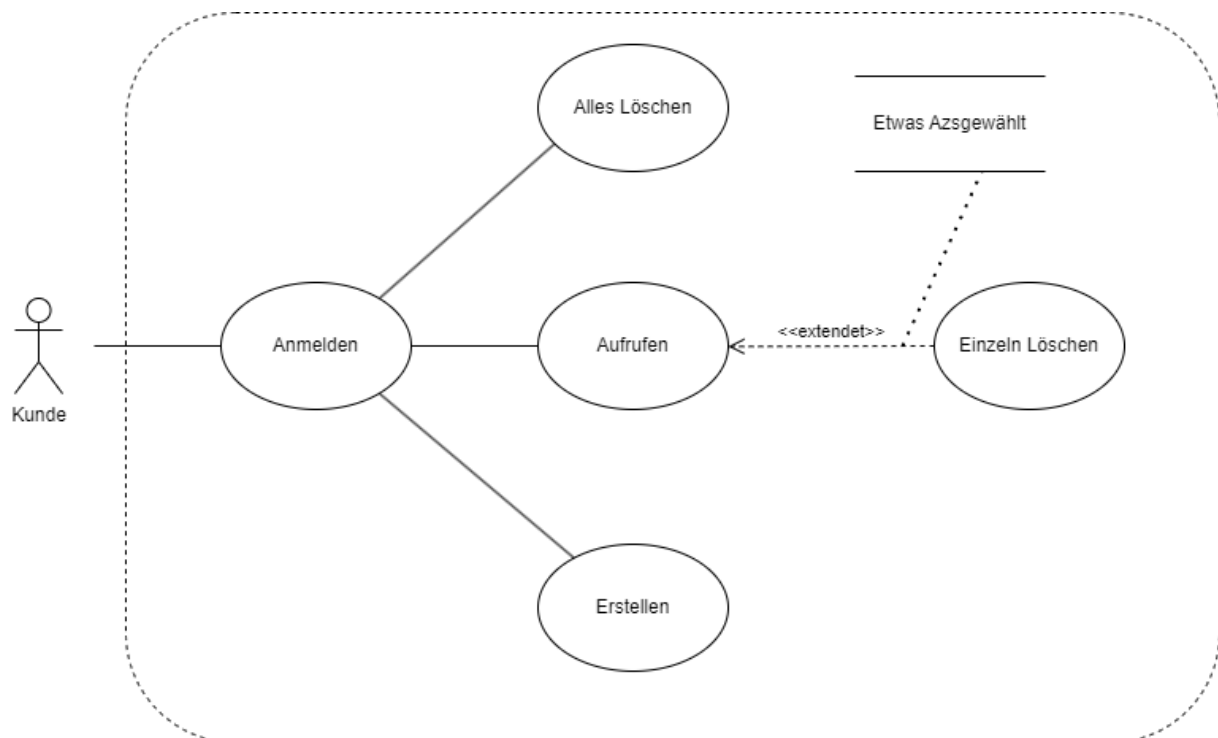 Alles Löschen
Etwas Azsgewählt
Anmelden
Aufrufen
<<extendet>>
Einzeln Löschen
Kunde
Erstellen